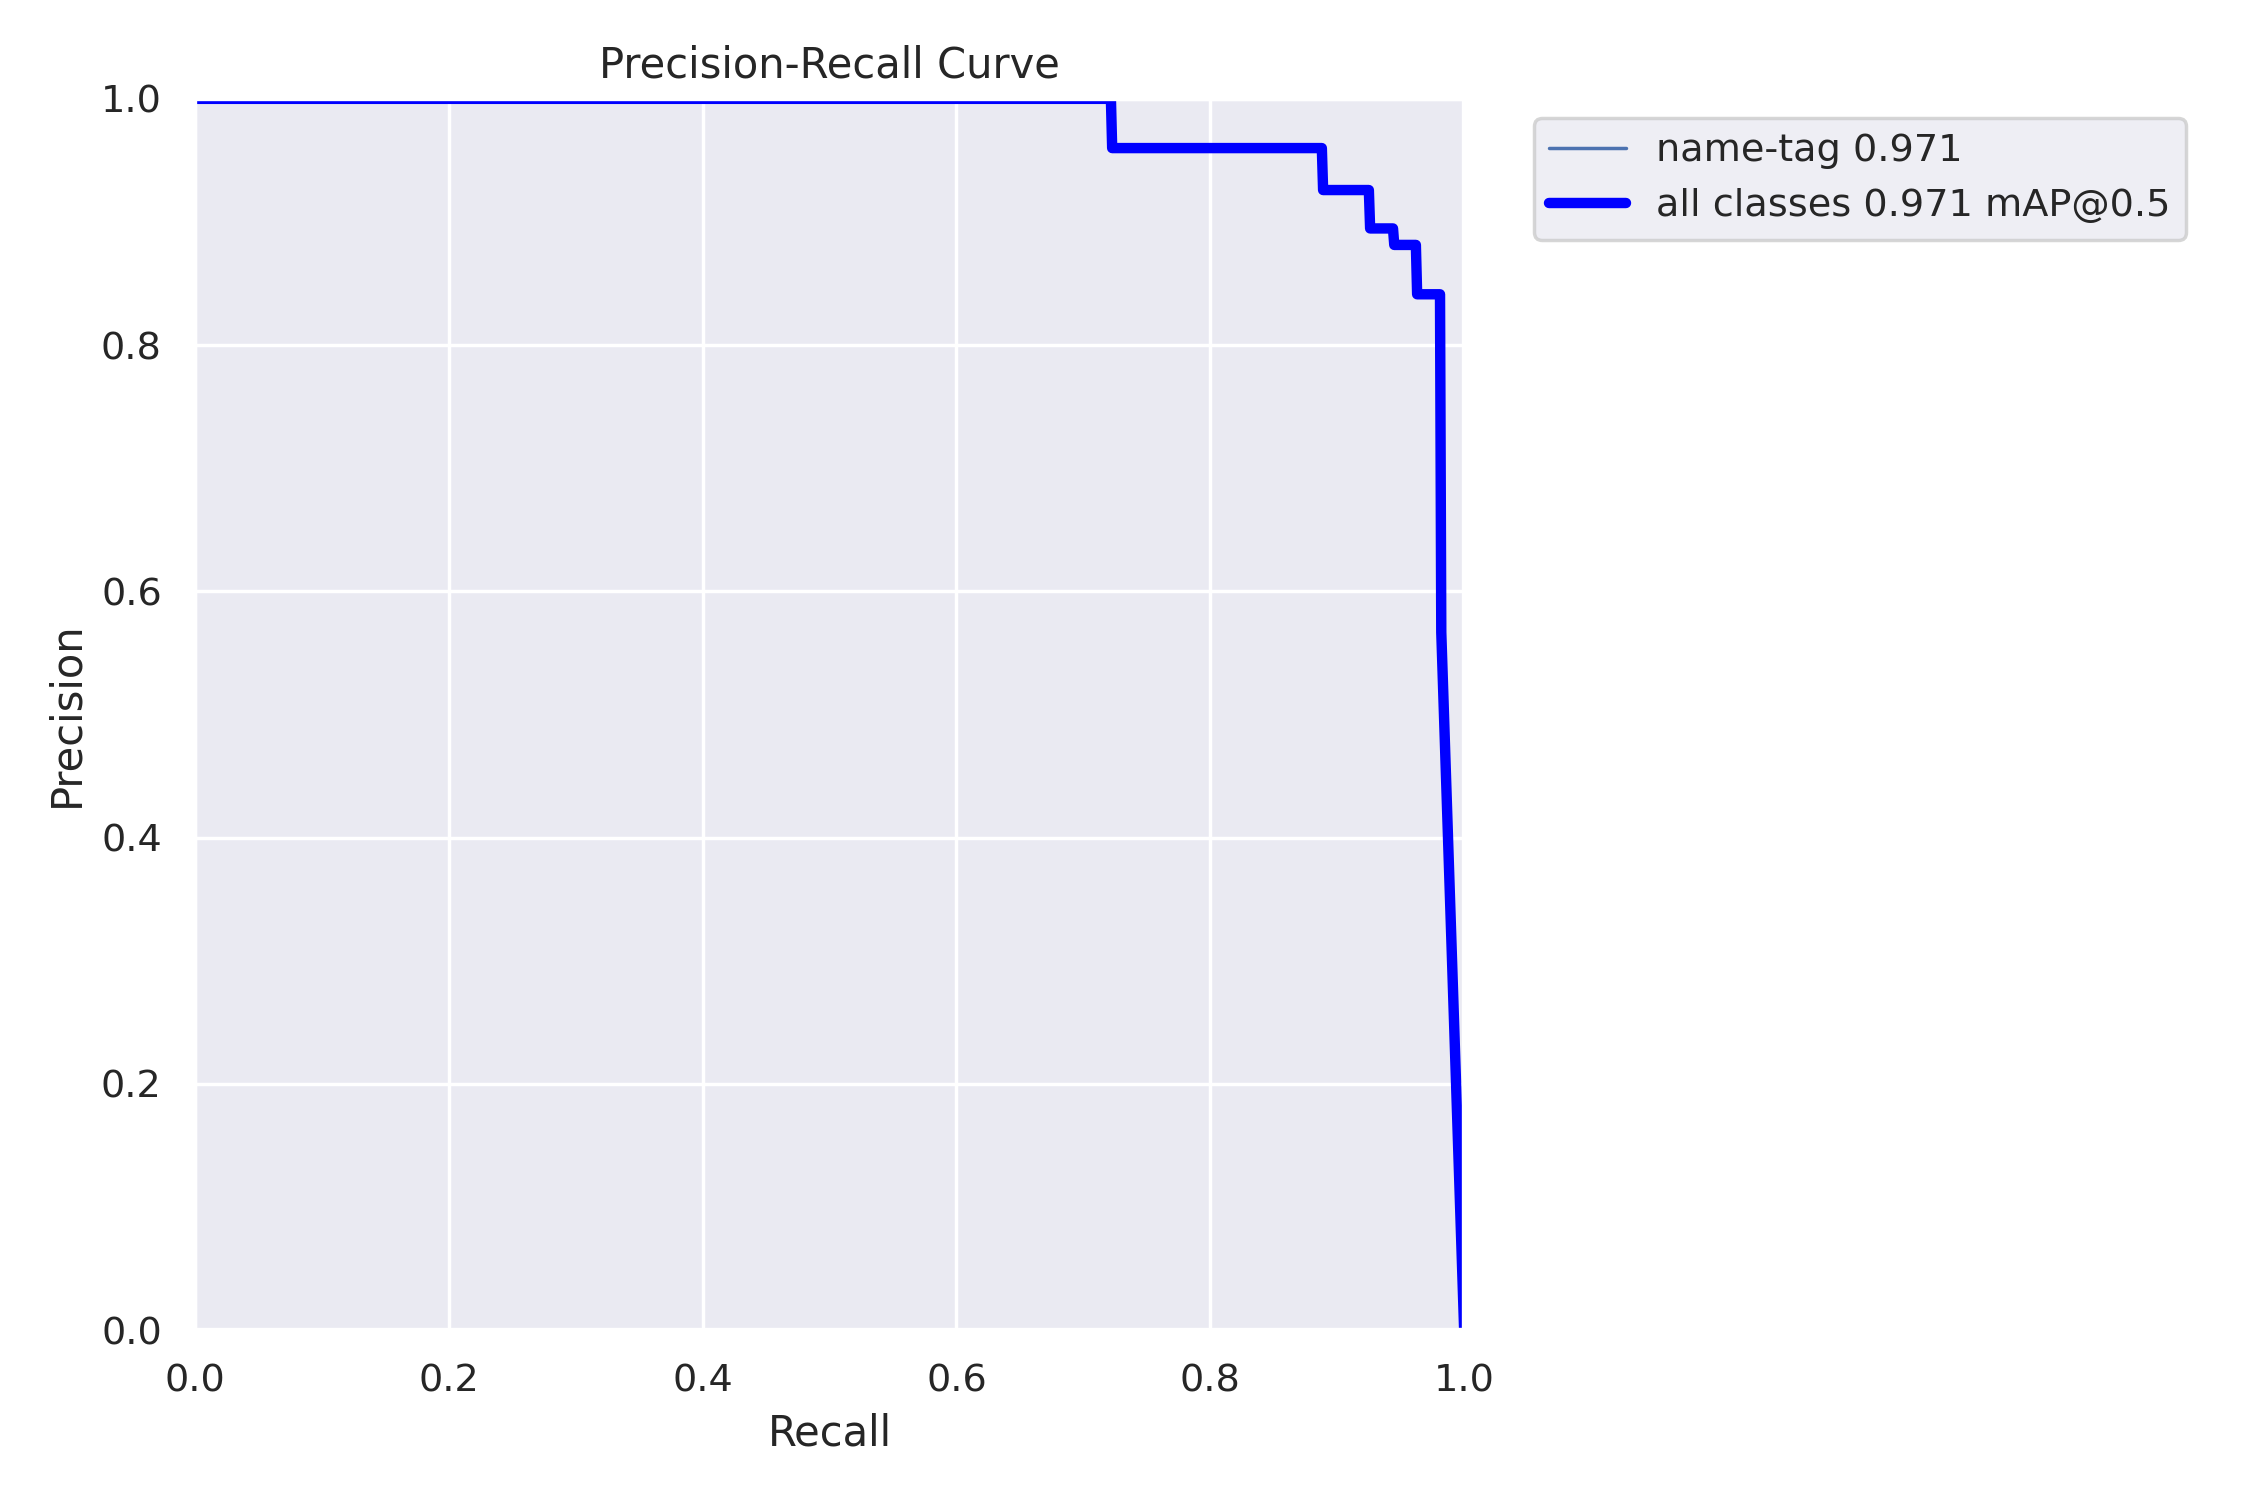 Precision-Recall Curve
name-tag 0.971
all classes 0.971 mAP@0.5
1.0
0.8
0.6
0.4
0.2
0.0
Precision
0.0 0.2 0.4 0.6 0.8 1.0
Recall